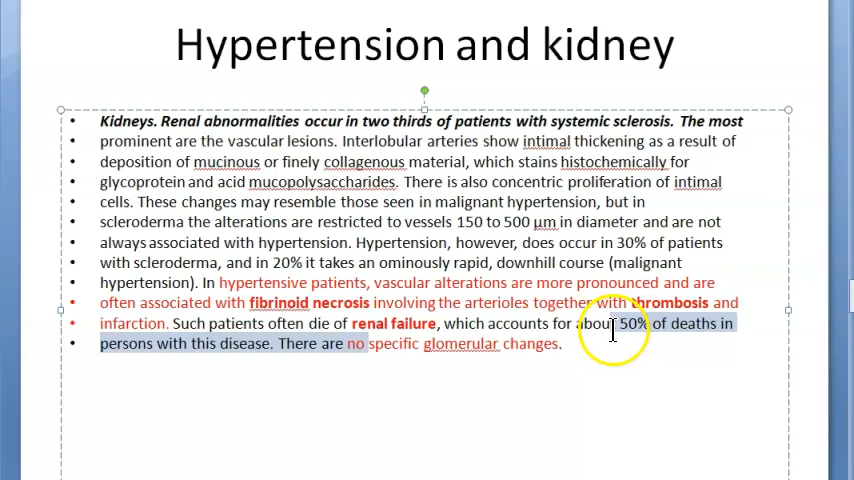 Hypertension and kidney
• Kidneys. Renal abnormalities occur in two thirds of patients with systemic sclerosis. The most
• prominent are the vascular lesions. Interlobular arteries show intimal thickening as a result of
• deposition of mucinous or finely collagenous material, which stains histochemically for
• glycoprotein and acid mucopolysaccharides. There is also concentric proliferation of intimal
• cells. These changes may resemble those seen in malignant hypertension, but in
• scleroderma the alterations are restricted to vessels 150 to 500 µm in diameter and are not
• always associated with hypertension. Hypertension, however, does occur in 30% of patients
• with scleroderma, and in 20% it takes an ominously rapid, downhill course (malignant
• hypertension). In hypertensive patients, vascular alterations are more pronounced and are
• often associated with fibrinoid necrosis involving the arterioles together with thrombosis and
• infarction. Such patients often die of renal failure, which accounts for about 50% of deaths in
• persons with this disease. There are no specific glomerular changes.